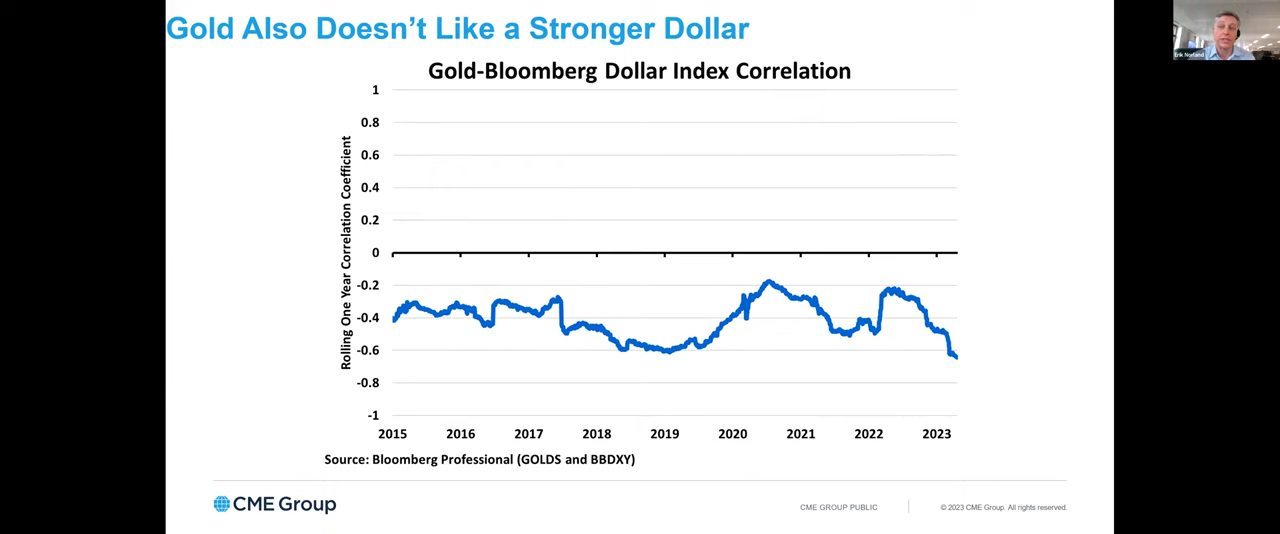 Gold Also Doesn't Like a Stronger Dollar
Erik Norland
Gold-Bloomberg Dollar Index Correlation
Rolling One Year Correlation Coefficient
1
0.8
0.6
0.4
0.2
0
-0.2
-0.4
-0.6
-0.8
-1
2015 2016 2017 2018 2019 2020 2021 2022 2023
Source: Bloomberg Professional (GOLDS and BBDXY)
CME Group
CME GROUP PUBLIC
© 2023 CME Group. All rights reserved.